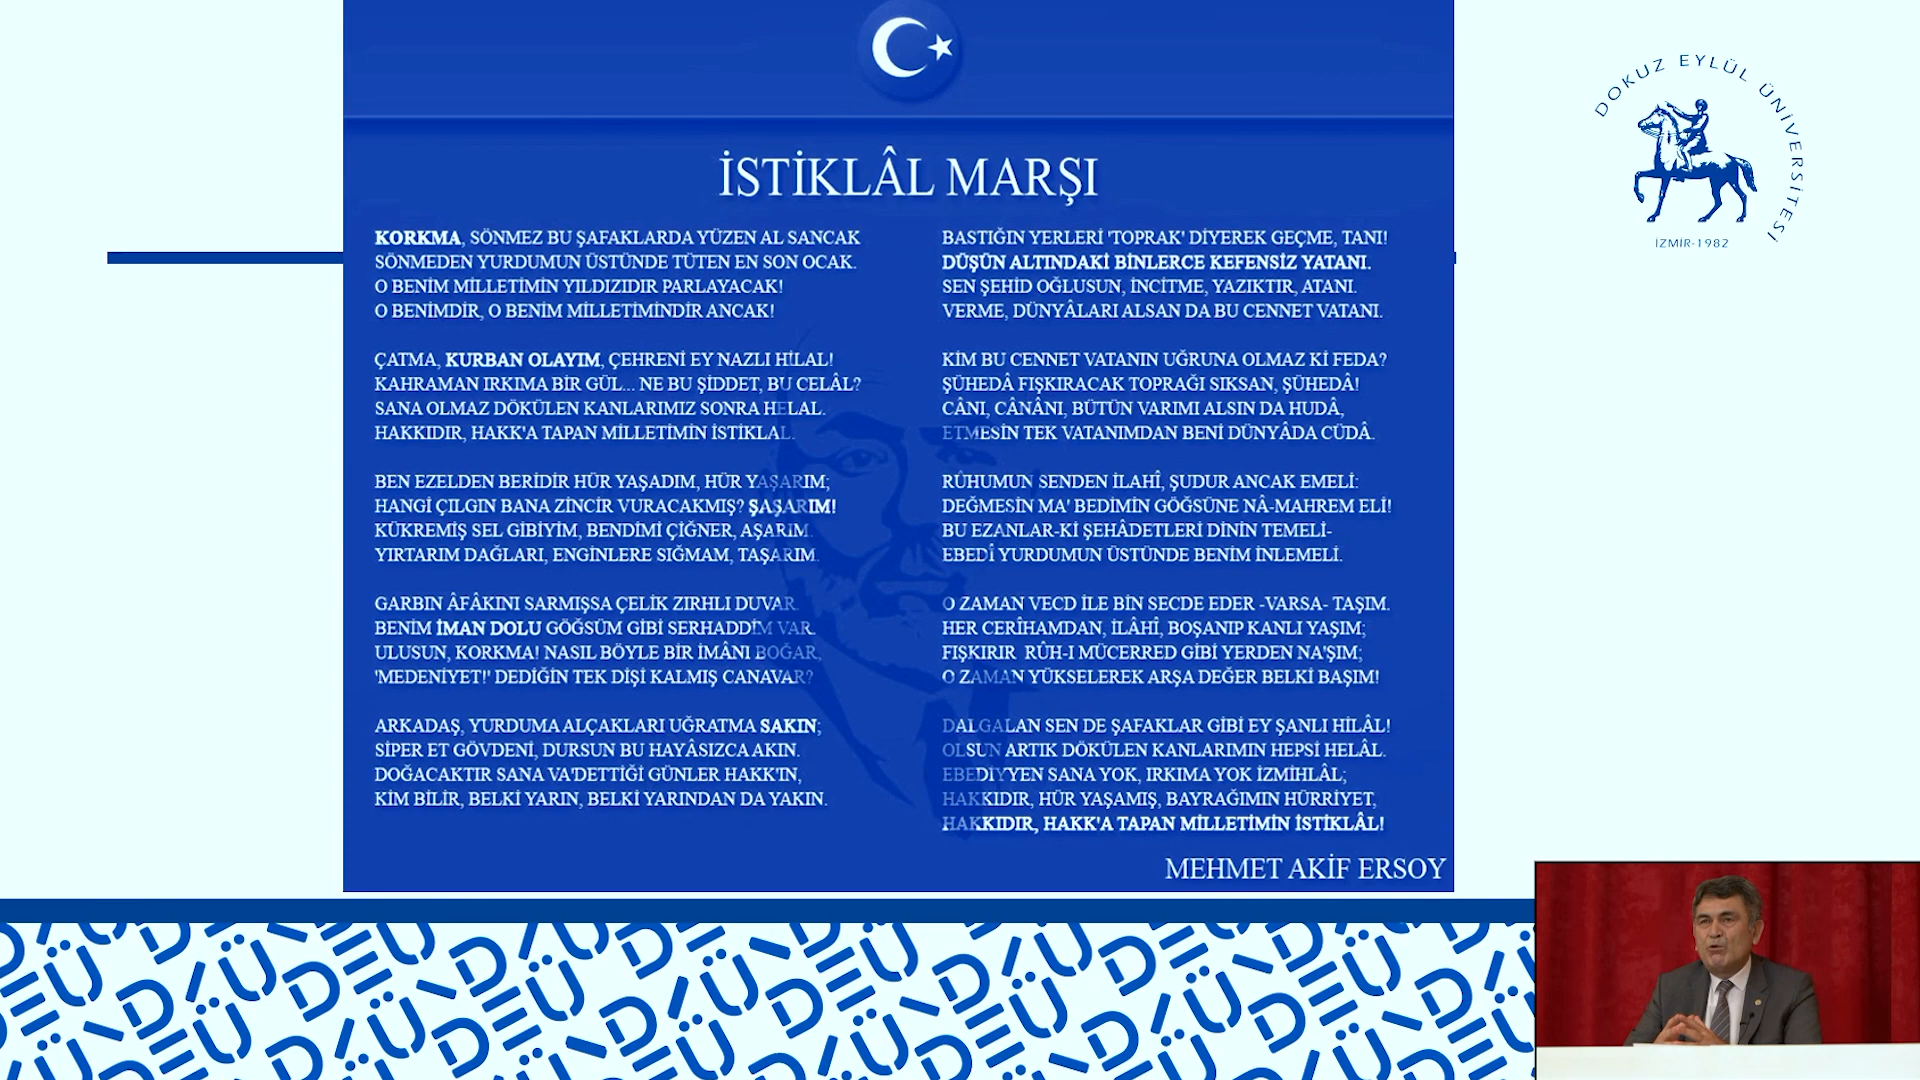 DOKUZ EYLÜL ÜNİVERSİTESİ
İZMİR-1982
İSTİKLÂL MARŞI
KORKMA, SÖNMEZ BU ŞAFAKLARDA YÜZEN AL SANCAK
SÖNMEDEN YURDUMUN ÜSTÜNDE TÜTEN EN SON OCAK.
O BENİM MİLLETİMİN YILDIZIDIR PARLAYACAK!
O BENİMDİR, O BENİM MİLLETİMİNDİR ANCAK!
ÇATMA, KURBAN OLAYIM, ÇEHRENİ EY NAZLI HİLAL!
KAHRAMAN IRKIMA BİR GÜL... NE BU ŞİDDET, BU CELÂL?
SANA OLMAZ DÖKÜLEN KANLARIMIZ SONRA HELAL.
HAKKIDIR, HAKK'A TAPAN MİLLETİMİN İSTİKLAL.
BEN EZELDEN BERİDİR HÜR YAŞADIM, HÜR YAŞARIM;
HANGİ ÇILGIN BANA ZİNCİR VURACAKMIŞ? ŞAŞARIM!
KÜKREMİŞ SEL GİBİYİM, BENDİMİ ÇİĞNER, AŞARIM.
YIRTARIM DAĞLARI, ENGİNLERE SIĞMAM, TAŞARIM.
GARBIN ÂFÂKINI SARMIŞSA ÇELİK ZIRHLI DUVAR.
BENİM İMAN DOLU GÖĞSÜM GİBİ SERHADDİM VAR.
ULUSUN, KORKMA! NASIL BÖYLE BİR İMÂNI BOĞAR,
'MEDENİYET!' DEDİĞİN TEK DİŞİ KALMIŞ CANAVAR?
ARKADAŞ, YURDUMA ALÇAKLARI UĞRATMA SAKIN;
SİPER ET GÖVDENİ, DURSUN BU HAYÂSIZCA AKIN.
DOĞACAKTIR SANA VA'DETTİĞİ GÜNLER HAKK'IN,
KİM BİLİR, BELKİ YARIN, BELKİ YARINDAN DA YAKIN.
BASTIĞIN YERLERİ 'TOPRAK' DİYEREK GEÇME, TANI!
DÜŞÜN ALTINDAKİ BİNLERCE KEFENSİZ YATANI.
SEN ŞEHİD OĞLUSUN, İNCİTME, YAZIKTIR, ATANI.
VERME, DÜNYÂLARI ALSAN DA BU CENNET VATANI.
KİM BU CENNET VATANIN UĞRUNA OLMAZ Kİ FEDA?
ŞÜHEDÂ FIŞKIRACAK TOPRAĞI SIKSAN, ŞÜHEDÂ!
CÂNI, CÂNÂNI, BÜTÜN VARIMI ALSIN DA HUDÂ,
ETMESİN TEK VATANIMDAN BENİ DÜNYÂDA CÜDÂ.
RÛHUMUN SENDEN İLAHÎ, ŞUDUR ANCAK EMELİ:
DEĞMESİN MA' BEDİMİN GÖĞSÜNE NÂ-MAHREM ELİ!
BU EZANLAR-Kİ ŞEHÂDETLERİ DİNİN TEMELİ-
EBEDÎ YURDUMUN ÜSTÜNDE BENİM İNLEMELİ.
O ZAMAN VECD İLE BİN SECDE EDER -VARSA- TAŞIM.
HER CERÎHAMDAN, İLÂHÎ, BOŞANIP KANLI YAŞIM;
FIŞKIRIR RÛH-I MÜCERRED GİBİ YERDEN NA'ŞIM;
O ZAMAN YÜKSELEREK ARŞA DEĞER BELKİ BAŞIM!
DALGALAN SEN DE ŞAFAKLAR GİBİ EY ŞANLI HİLÂL!
OLSUN ARTIK DÖKÜLEN KANLARIMIN HEPSİ HELÂL.
EBEDİYYEN SANA YOK, IRKIMA YOK İZMİHLÂL;
HAKKIDIR, HÜR YAŞAMIŞ, BAYRAĞIMIN HÜRRİYET,
HAKKIDIR, HAKK'A TAPAN MİLLETİMİN İSTİKLÂL!
MEHMET AKİF ERSOY